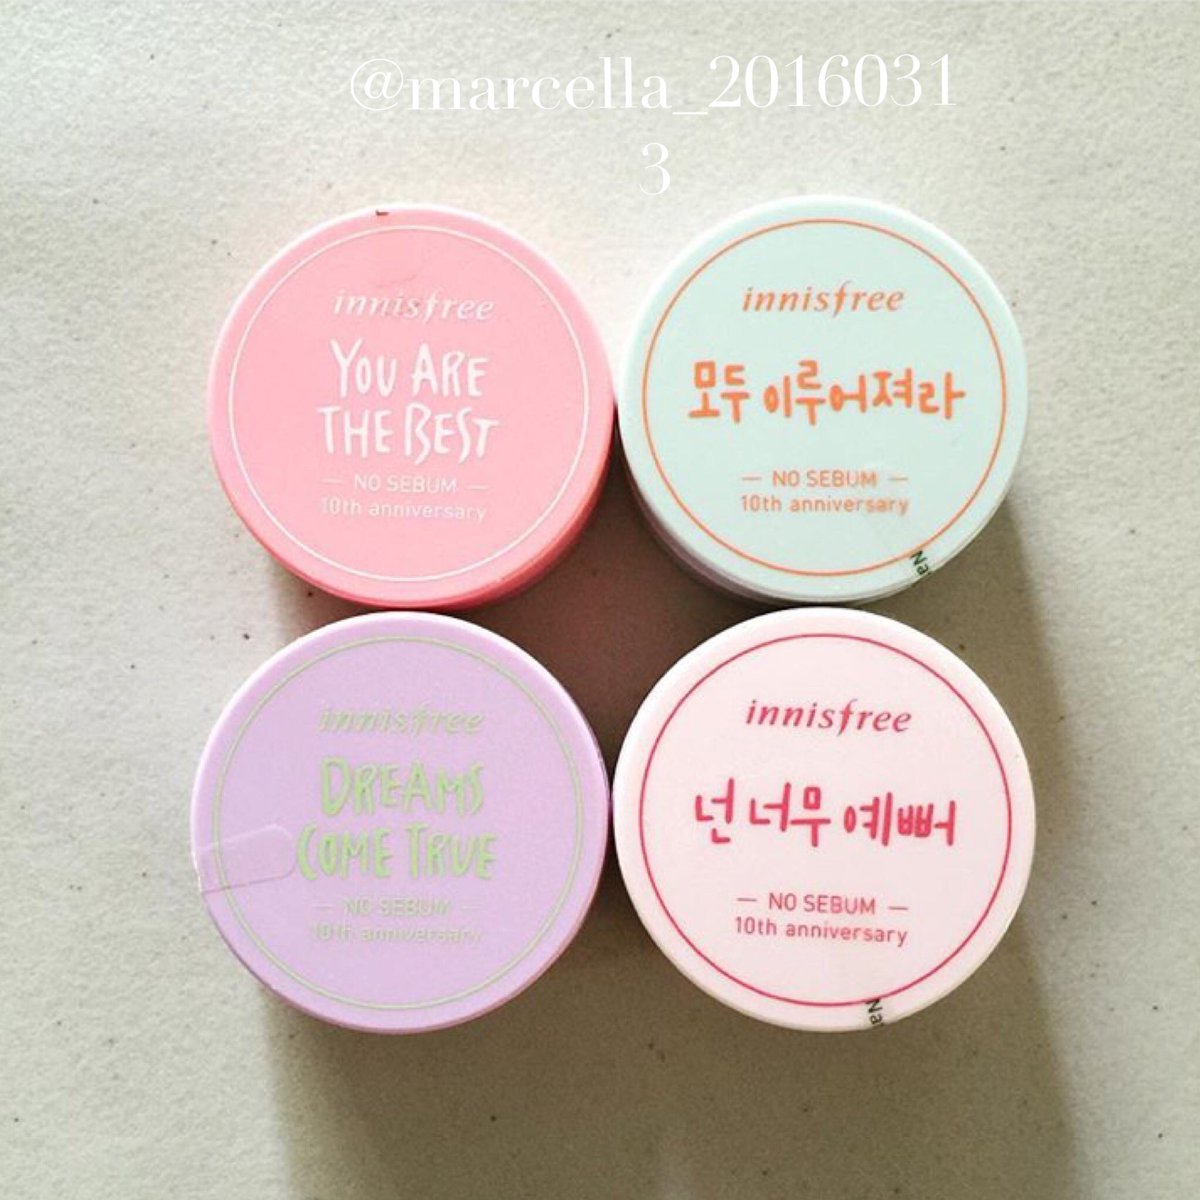 @marcella_2016031
3
innisfree
YOU ARE
THE BEST
— NO SEBUM —
10th anniversary
innisfree
모두 이루어져라
— NO SEBUM —
10th anniversary
innisfree
DREAMS
COME TRUE
— NO SEBUM —
10th anniversary
innisfree
넌 너무 예뻐
— NO SEBUM —
10th anniversary